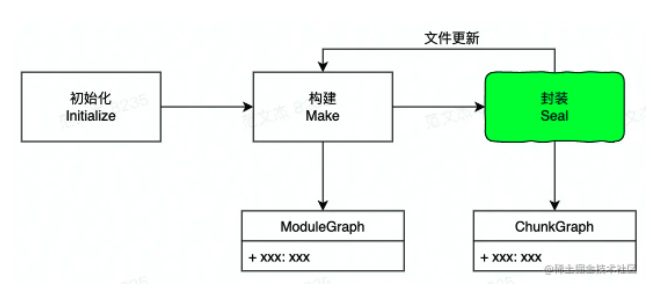 文件更新
初始化
Initialize
构建
Make
封装
Seal
ModuleGraph
+ xxx: xxx
ChunkGraph
+ xxx: xxx
@稀土掘金技术社区